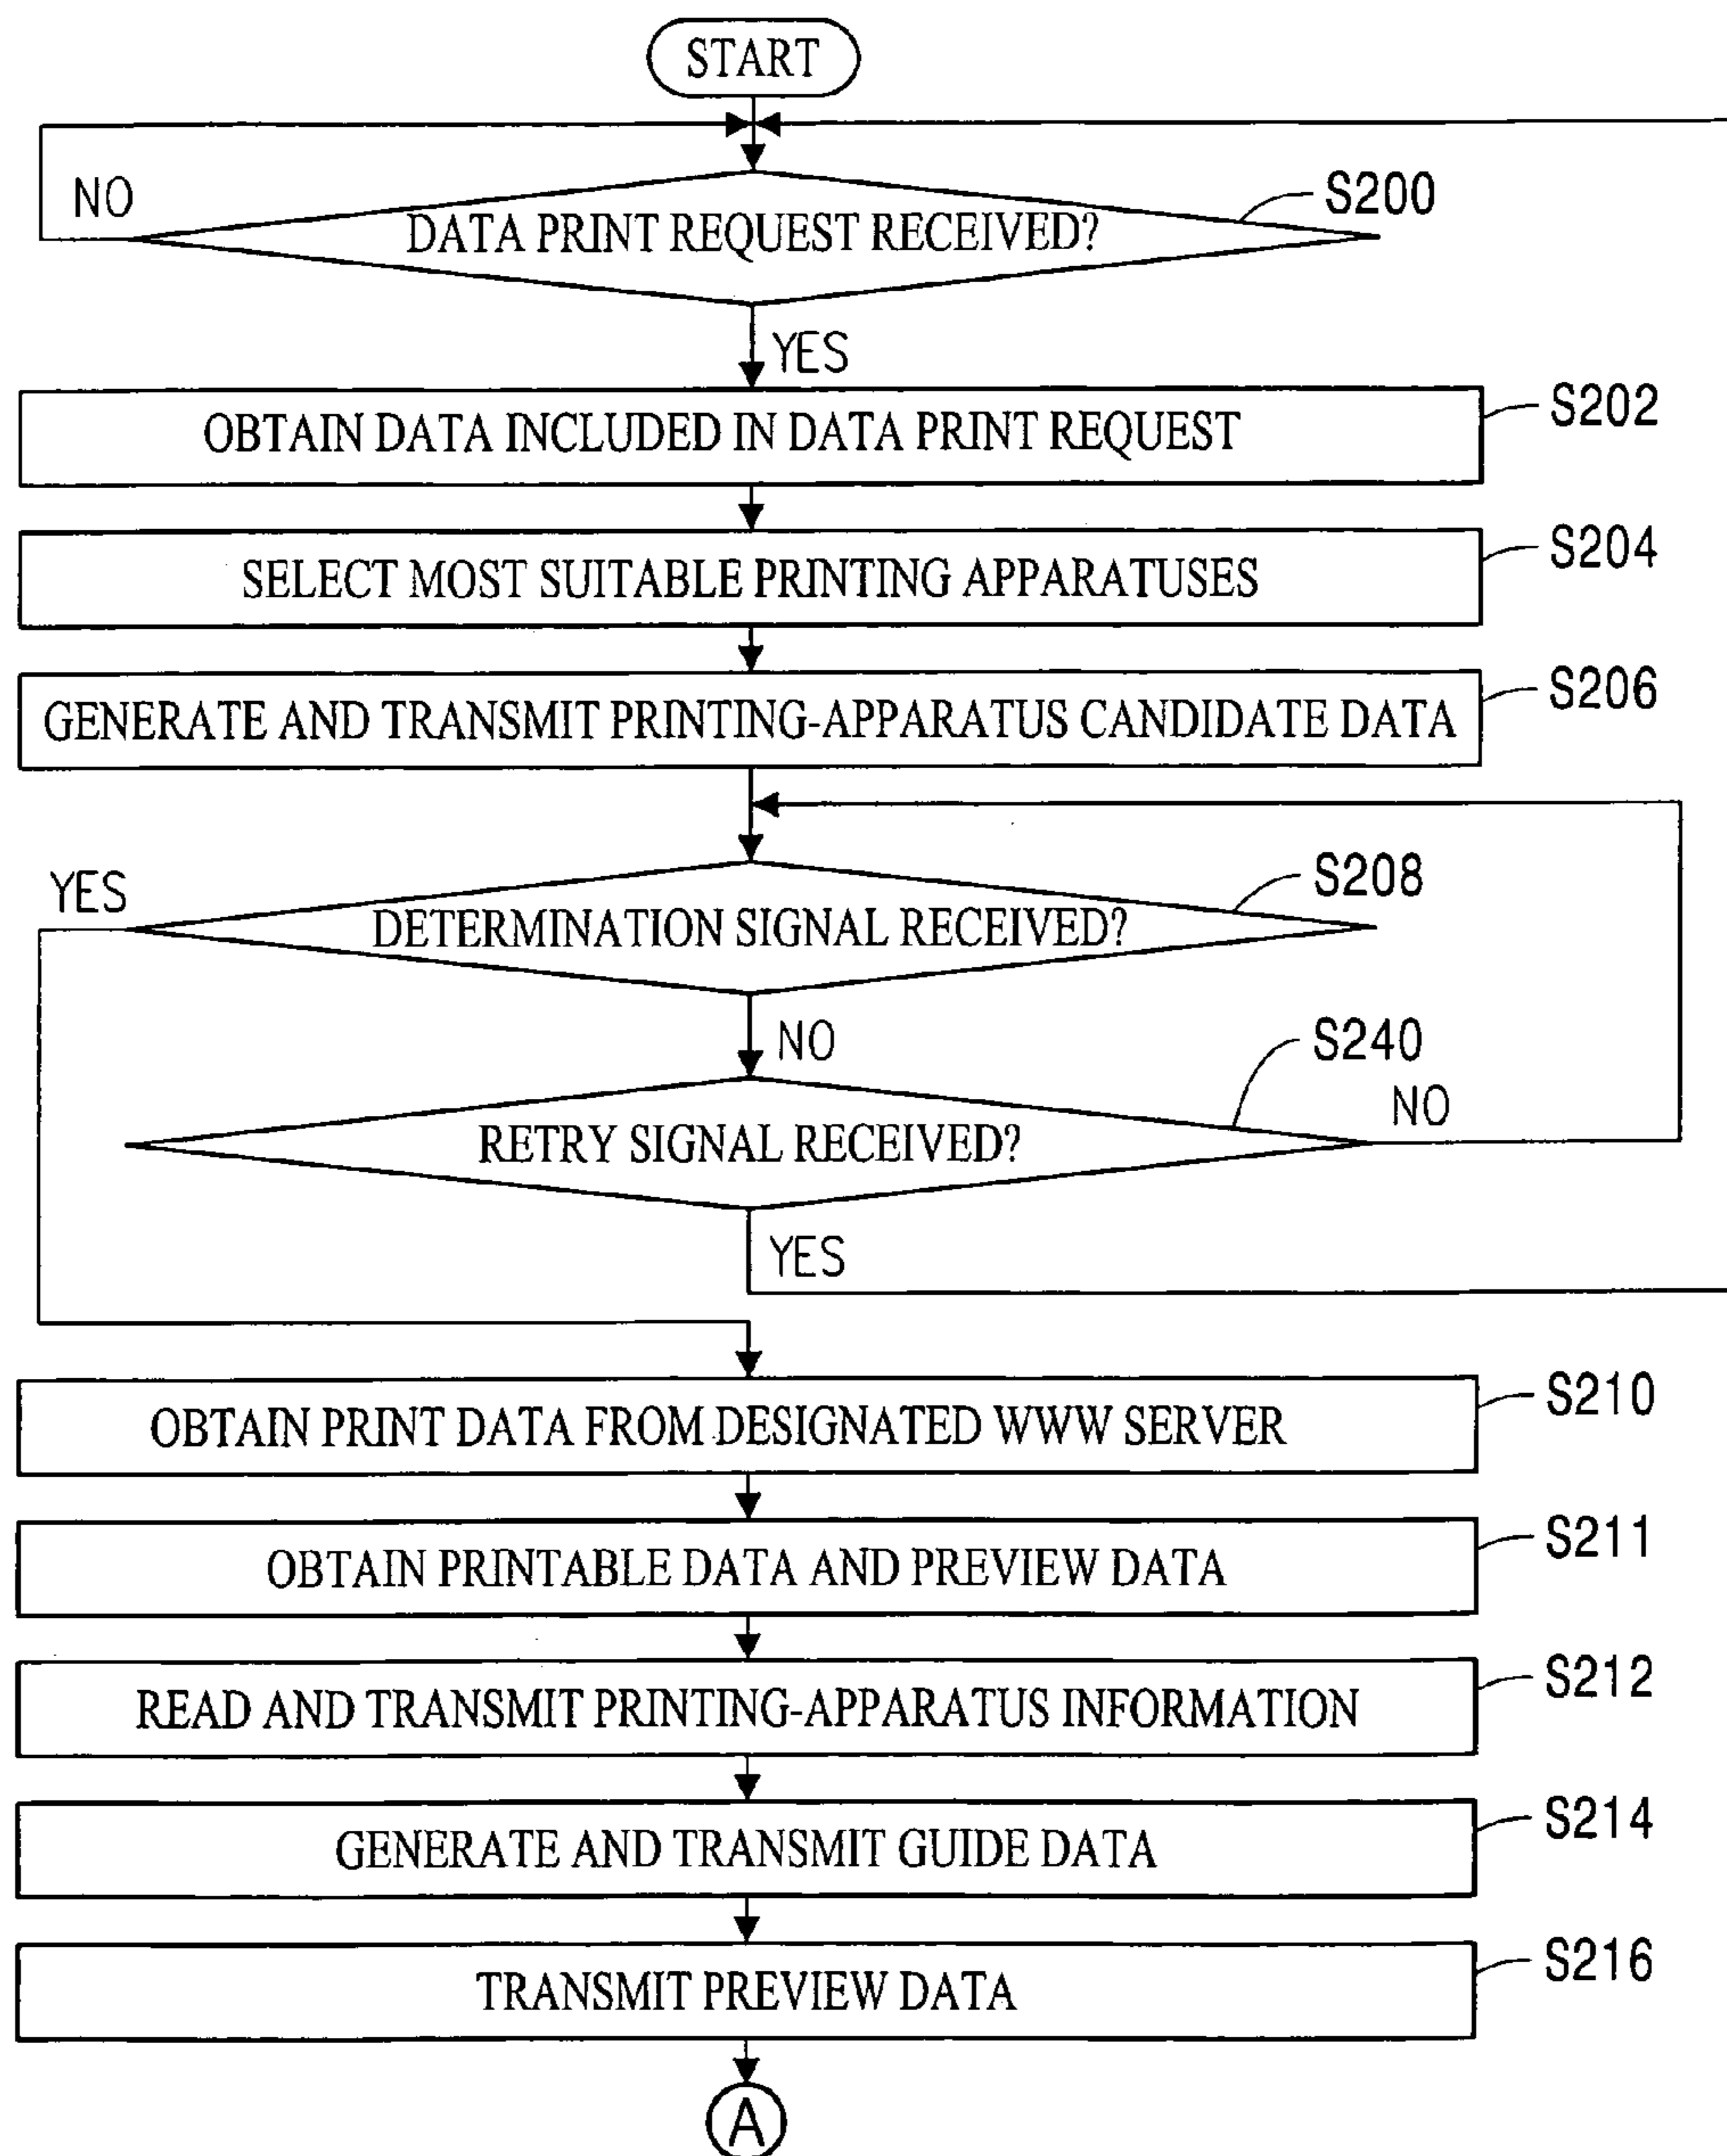 START
NO
S200
DATA PRINT REQUEST RECEIVED?
YES
OBTAIN DATA INCLUDED IN DATA PRINT REQUEST
S202
SELECT MOST SUITABLE PRINTING APPARATUSES
S204
GENERATE AND TRANSMIT PRINTING-APPARATUS CANDIDATE DATA
S206
YES
S208
DETERMINATION SIGNAL RECEIVED?
NO
S240
NO
RETRY SIGNAL RECEIVED?
YES
OBTAIN PRINT DATA FROM DESIGNATED WWW SERVER
S210
OBTAIN PRINTABLE DATA AND PREVIEW DATA
S211
READ AND TRANSMIT PRINTING-APPARATUS INFORMATION
S212
GENERATE AND TRANSMIT GUIDE DATA
S214
TRANSMIT PREVIEW DATA
S216
A